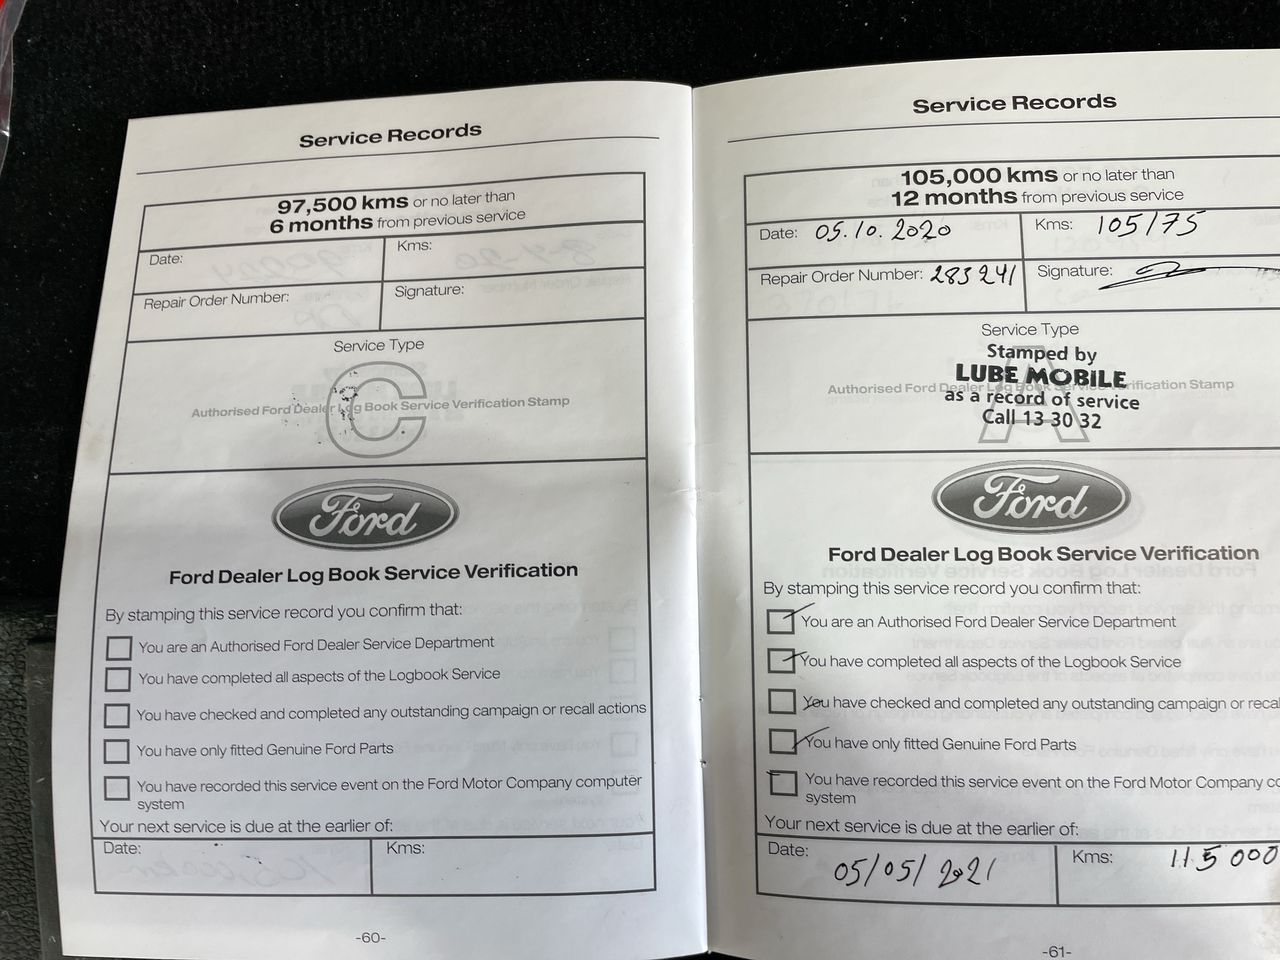 Service Records
97,500 kms or no later than
6 months from previous service
Date:
Kms:
Repair Order Number:
Signature:
Service Type
C
Authorised Ford Dealer Log Book Service Verification Stamp
Ford
Ford Dealer Log Book Service Verification
By stamping this service record you confirm that:
You are an Authorised Ford Dealer Service Department
You have completed all aspects of the Logbook Service
You have checked and completed any outstanding campaign or recall actions
You have only fitted Genuine Ford Parts
You have recorded this service event on the Ford Motor Company computer
system
Your next service is due at the earlier of:
Date:
Kms:
-60-
Service Records
105,000 kms or no later than
12 months from previous service
Date: 05.10.2020
Kms: 105175
Repair Order Number: 283241
Signature:
Service Type
A
Stamped by
LUBE MOBILE
Authorised Ford Dealer Log Book Service Verification Stamp
as a record of service
Call 13 30 32
Ford
Ford Dealer Log Book Service Verification
By stamping this service record you confirm that:
You are an Authorised Ford Dealer Service Department
You have completed all aspects of the Logbook Service
You have checked and completed any outstanding campaign or recal
You have only fitted Genuine Ford Parts
You have recorded this service event on the Ford Motor Company co
system
Your next service is due at the earlier of:
Date: 05/05/2021
Kms: 115000
-61-